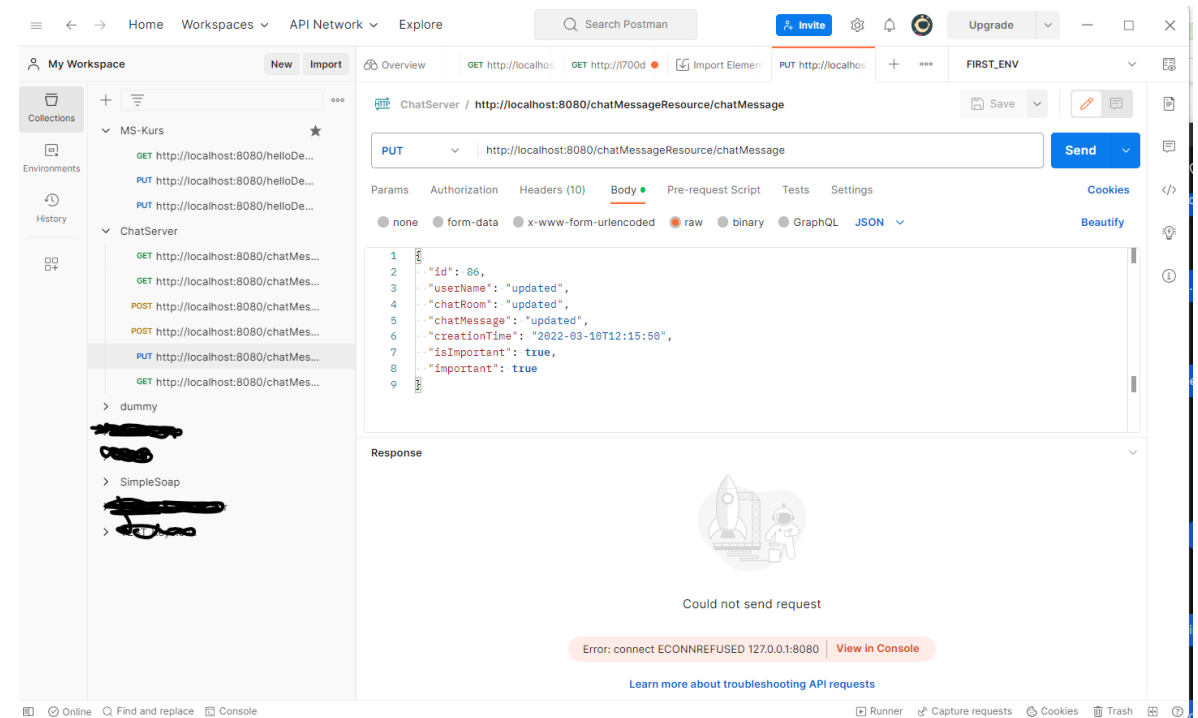 Home Workspaces API Network Explore Search Postman Invite Upgrade
My Workspace New Import Overview GET http://localhos GET http://l700d Import Elemen PUT http://localhos FIRST_ENV
Collections
Environments
History
MS-Kurs
GET http://localhost:8080/helloDe...
PUT http://localhost:8080/helloDe...
PUT http://localhost:8080/helloDe...
ChatServer
GET http://localhost:8080/chatMes...
GET http://localhost:8080/chatMes...
POST http://localhost:8080/chatMes...
POST http://localhost:8080/chatMes...
PUT http://localhost:8080/chatMes...
GET http://localhost:8080/chatMes...
dummy
SimpleSoap
HTTP ChatServer / http://localhost:8080/chatMessageResource/chatMessage Save
PUT http://localhost:8080/chatMessageResource/chatMessage Send
Params Authorization Headers (10) Body Pre-request Script Tests Settings Cookies
none form-data x-www-form-urlencoded raw binary GraphQL JSON Beautify
1 {
2 "id": 86,
3 "userName": "updated",
4 "chatRoom": "updated",
5 "chatMessage": "updated",
6 "creationTime": "2022-03-10T12:15:50",
7 "isImportant": true,
8 "important": true
9 }
Response
Could not send request
Error: connect ECONNREFUSED 127.0.0.1:8080 View in Console
Learn more about troubleshooting API requests
Online Find and replace Console Runner Capture requests Cookies Trash